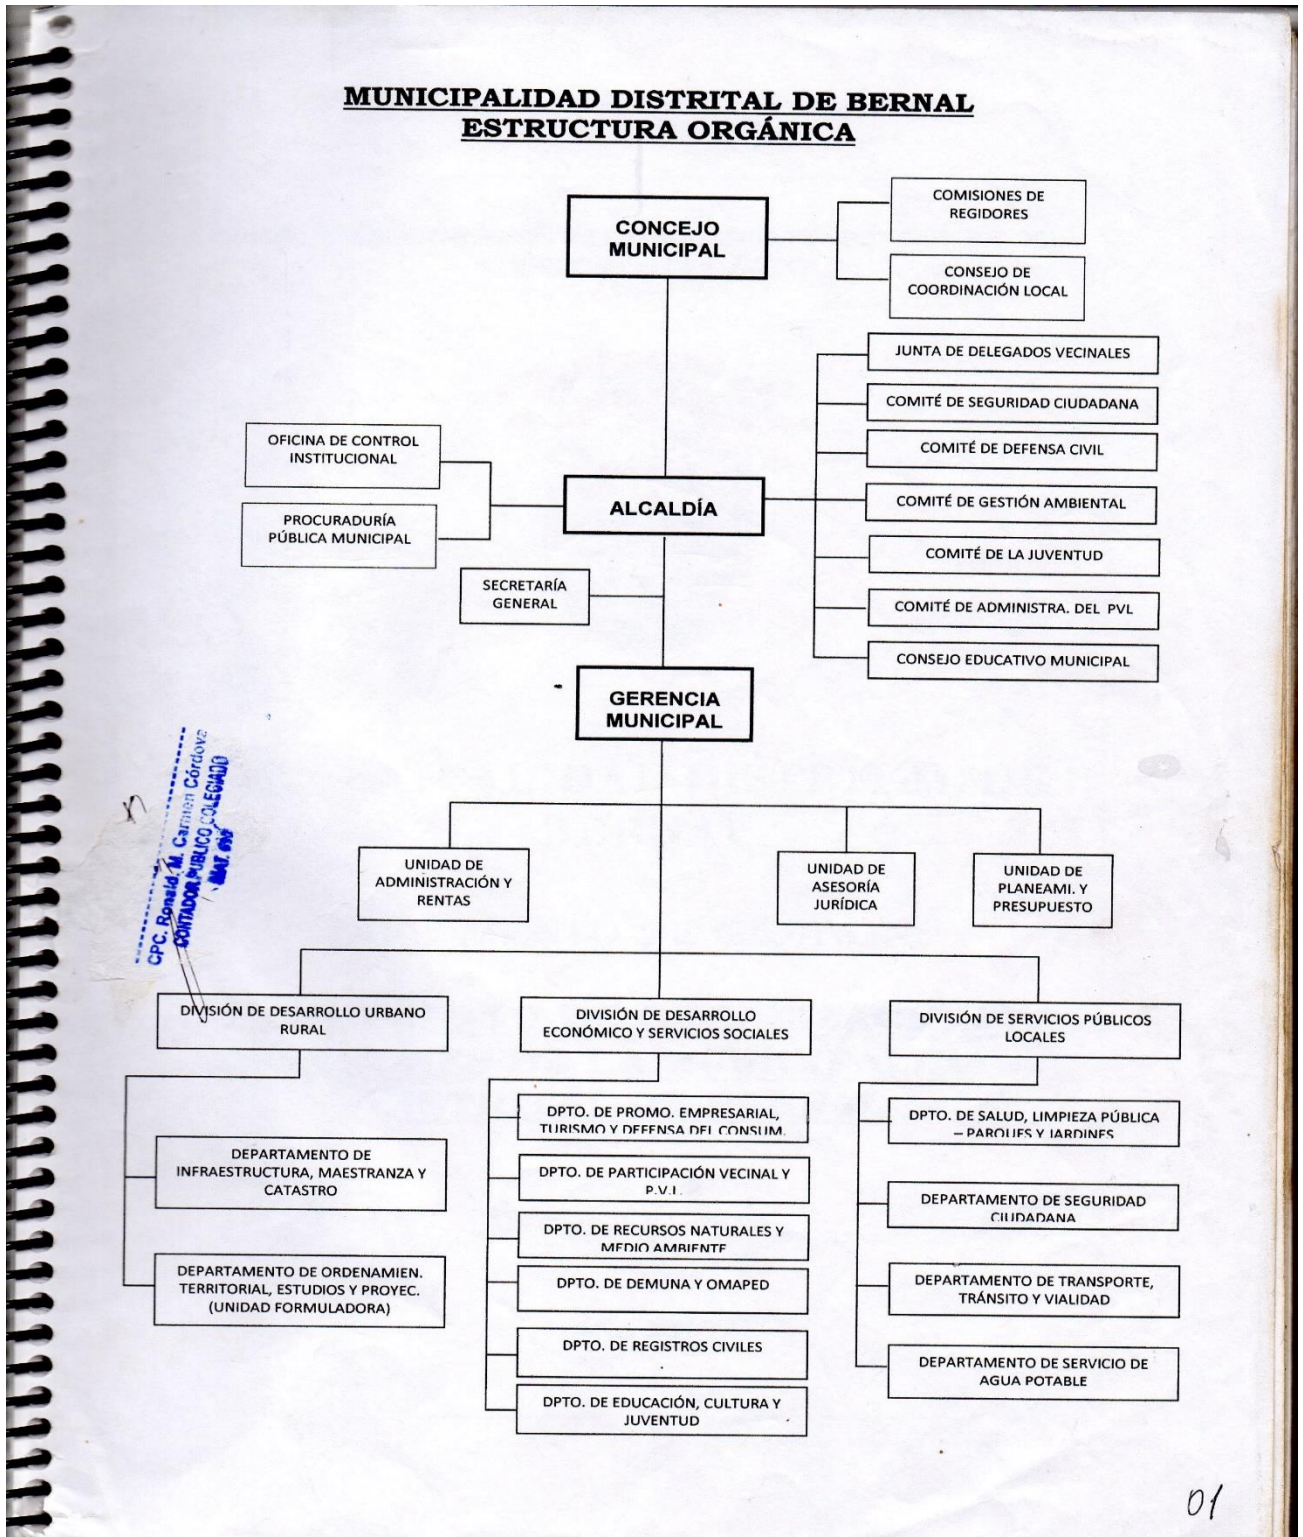 MUNICIPALIDAD DISTRITAL DE BERNAL
ESTRUCTURA ORGÁNICA
CONCEJO
MUNICIPAL
COMISIONES DE
REGIDORES
CONSEJO DE
COORDINACIÓN LOCAL
JUNTA DE DELEGADOS VECINALES
COMITÉ DE SEGURIDAD CIUDADANA
COMITÉ DE DEFENSA CIVIL
COMITÉ DE GESTIÓN AMBIENTAL
COMITÉ DE LA JUVENTUD
COMITÉ DE ADMINISTRA. DEL PVL
CONSEJO EDUCATIVO MUNICIPAL
OFICINA DE CONTROL
INSTITUCIONAL
PROCURADURÍA
PÚBLICA MUNICIPAL
ALCALDÍA
SECRETARÍA
GENERAL
GERENCIA
MUNICIPAL
CPC. Ronald M. Carmen Córdova
CONTADOR PUBLICO COLEGIADO
MAT.
UNIDAD DE
ADMINISTRACIÓN Y
RENTAS
UNIDAD DE
ASESORÍA
JURÍDICA
UNIDAD DE
PLANEAMI. Y
PRESUPUESTO
DIVISIÓN DE DESARROLLO URBANO
RURAL
DEPARTAMENTO DE
INFRAESTRUCTURA, MAESTRANZA Y
CATASTRO
DEPARTAMENTO DE ORDENAMIEN.
TERRITORIAL, ESTUDIOS Y PROYEC.
(UNIDAD FORMULADORA)
DIVISIÓN DE DESARROLLO
ECONÓMICO Y SERVICIOS SOCIALES
DPTO. DE PROMO. EMPRESARIAL,
TURISMO Y DEFENSA DEL CONSUM.
DPTO. DE PARTICIPACIÓN VECINAL Y
P.V.L.
DPTO. DE RECURSOS NATURALES Y
MEDIO AMBIENTE
DPTO. DE DEMUNA Y OMAPED
DPTO. DE REGISTROS CIVILES
DPTO. DE EDUCACIÓN, CULTURA Y
JUVENTUD
DIVISIÓN DE SERVICIOS PÚBLICOS
LOCALES
DPTO. DE SALUD, LIMPIEZA PÚBLICA
– PARQUES Y JARDINES
DEPARTAMENTO DE SEGURIDAD
CIUDADANA
DEPARTAMENTO DE TRANSPORTE,
TRÁNSITO Y VIALIDAD
DEPARTAMENTO DE SERVICIO DE
AGUA POTABLE
01